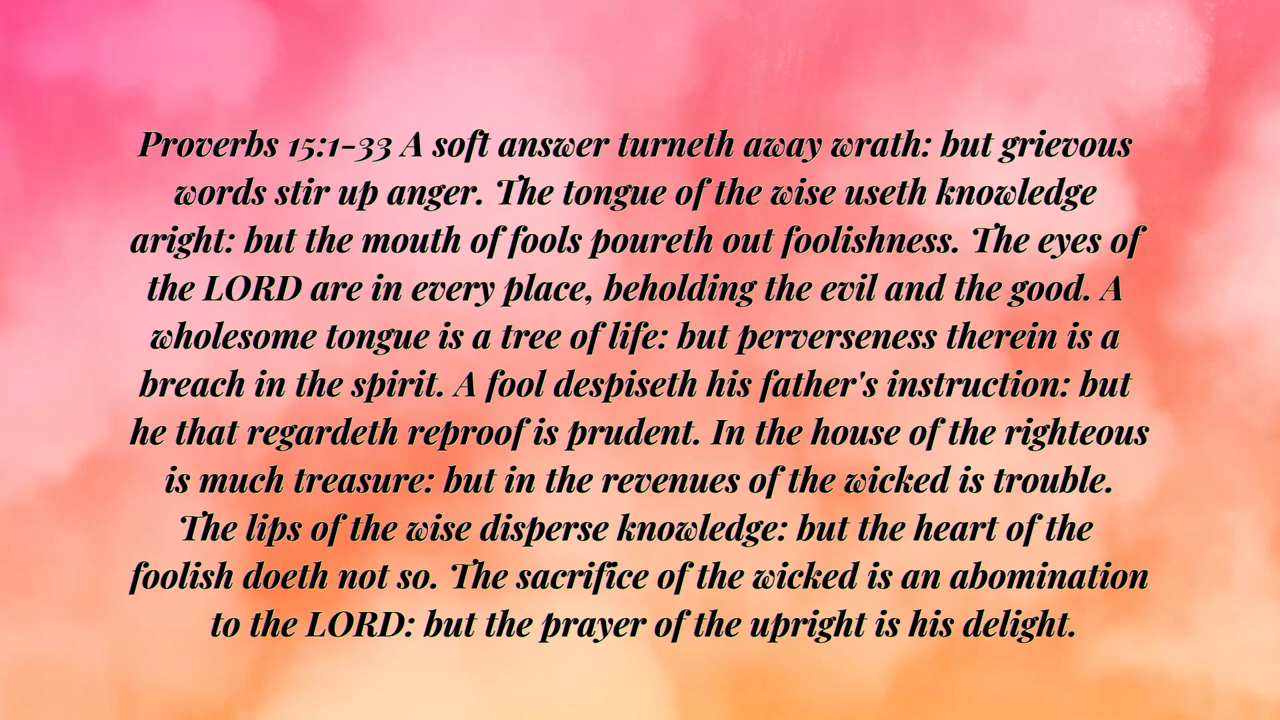 Proverbs 15:1-33 A soft answer turneth away wrath: but grievous
words stir up anger. The tongue of the wise useth knowledge
aright: but the mouth of fools poureth out foolishness. The eyes of
the LORD are in every place, beholding the evil and the good. A
wholesome tongue is a tree of life: but perverseness therein is a
breach in the spirit. A fool despiseth his father's instruction: but
he that regardeth reproof is prudent. In the house of the righteous
is much treasure: but in the revenues of the wicked is trouble.
The lips of the wise disperse knowledge: but the heart of the
foolish doeth not so. The sacrifice of the wicked is an abomination
to the LORD: but the prayer of the upright is his delight.